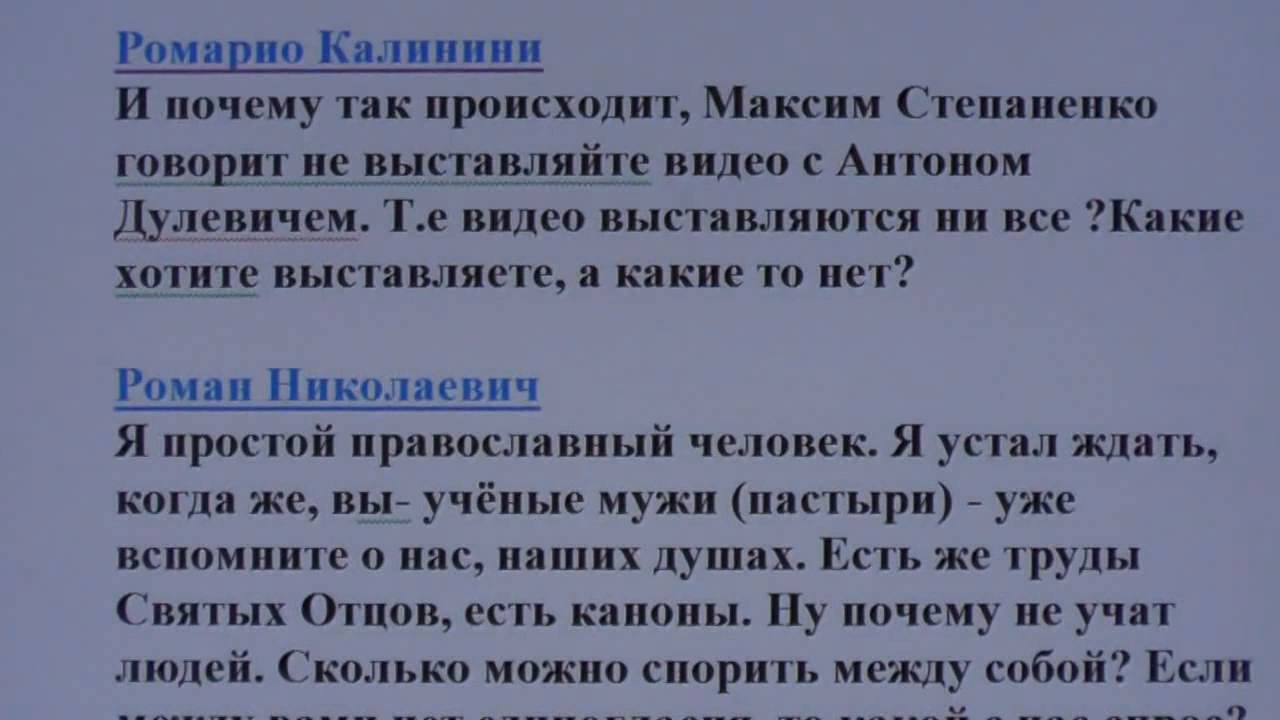 Ромарио Калинини
И почему так происходит, Максим Степаненко
говорит не выставляйте видео с Антоном
Дулевичем. Т.е видео выставляются ни все ?Какие
хотите выставляете, а какие то нет?
Роман Николаевич
Я простой православный человек. Я устал ждать,
когда же, вы- учёные мужи (пастыри) - уже
вспомните о нас, наших душах. Есть же труды
Святых Отцов, есть каноны. Ну почему не учат
людей. Сколько можно спорить между собой? Если